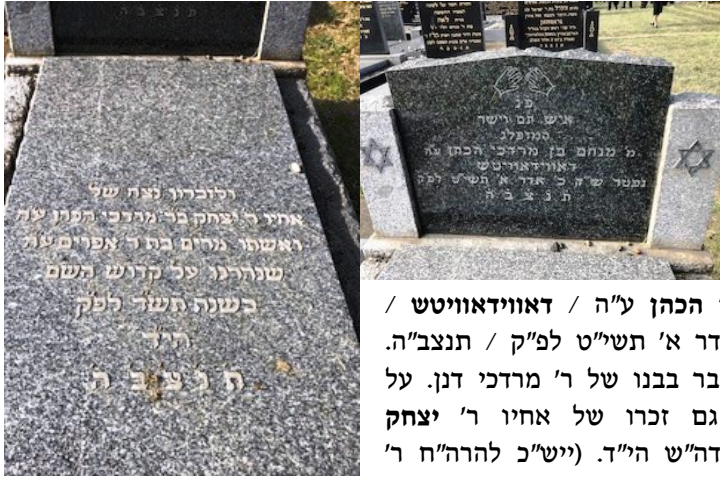 פ נ
איש תם וישר
המופלג
מ' מנחם בן מרדכי הכהן ע"ה
דאווידאוויטש
נפטר ש"ק כ' אדר א' תשי"ט לפ"ק
ת נ צ ב ה
ולזכרון נצח של
אחיו ר' יצחק ב"ר מרדכי הכהן ע"ה
ואשתו מרים בת ר' אפרים ע"ה
שנהרגו על קדוש השם
בשנת תש"ד לפ"ק
הי"ד
ת נ צ ב ה
הכהן ע"ה / דאווידאוויטש /
דר א' תשי"ט לפ"ק / תנצב"ה.
בר בבנו של ר' מרדכי דנן. על
גם זכרו של אחיו ר' יצחק
דה"ש הי"ד. (ייש"כ להרה"ח ר'